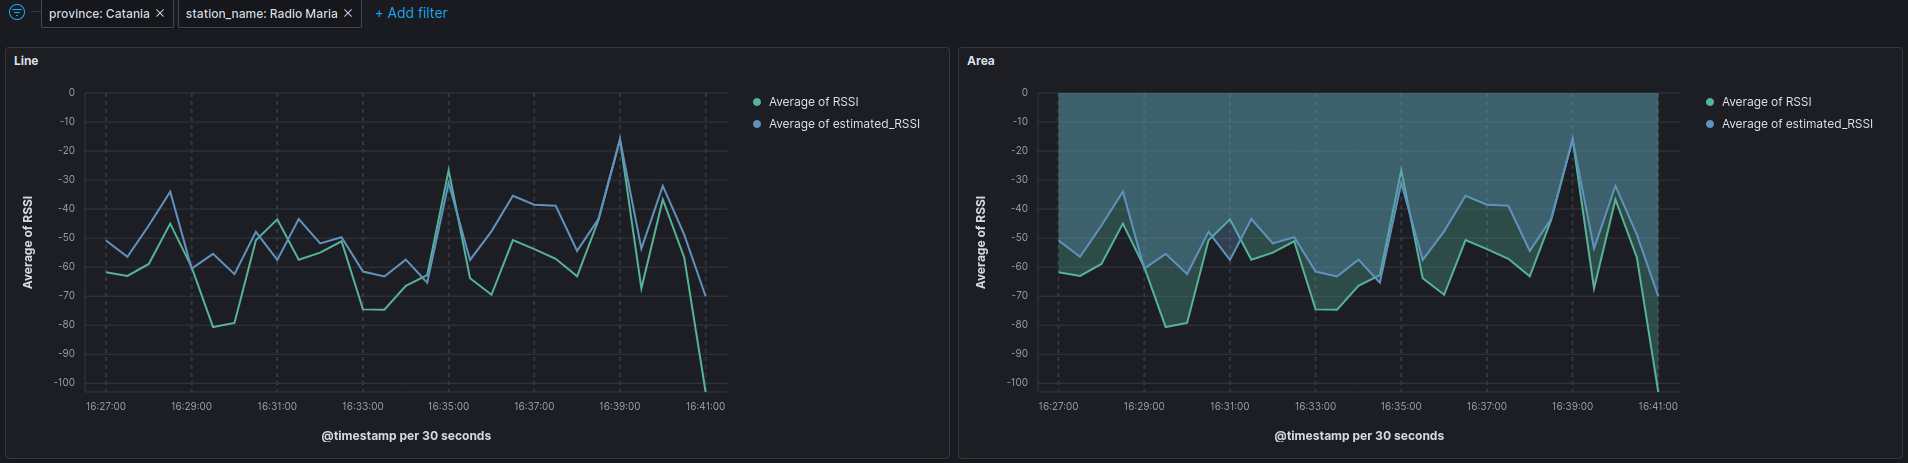 province: Catania ×
station_name: Radio Maria ×
+ Add filter
Line
0
-10
-20
-30
-40
-50
-60
-70
-80
-90
-100
Average of RSSI
16:27:00 16:29:00 16:31:00 16:33:00 16:35:00 16:37:00 16:39:00 16:41:00
@timestamp per 30 seconds
Average of RSSI
Average of estimated_RSSI
Area
0
-10
-20
-30
-40
-50
-60
-70
-80
-90
-100
Average of RSSI
16:27:00 16:29:00 16:31:00 16:33:00 16:35:00 16:37:00 16:39:00 16:41:00
@timestamp per 30 seconds
Average of RSSI
Average of estimated_RSSI